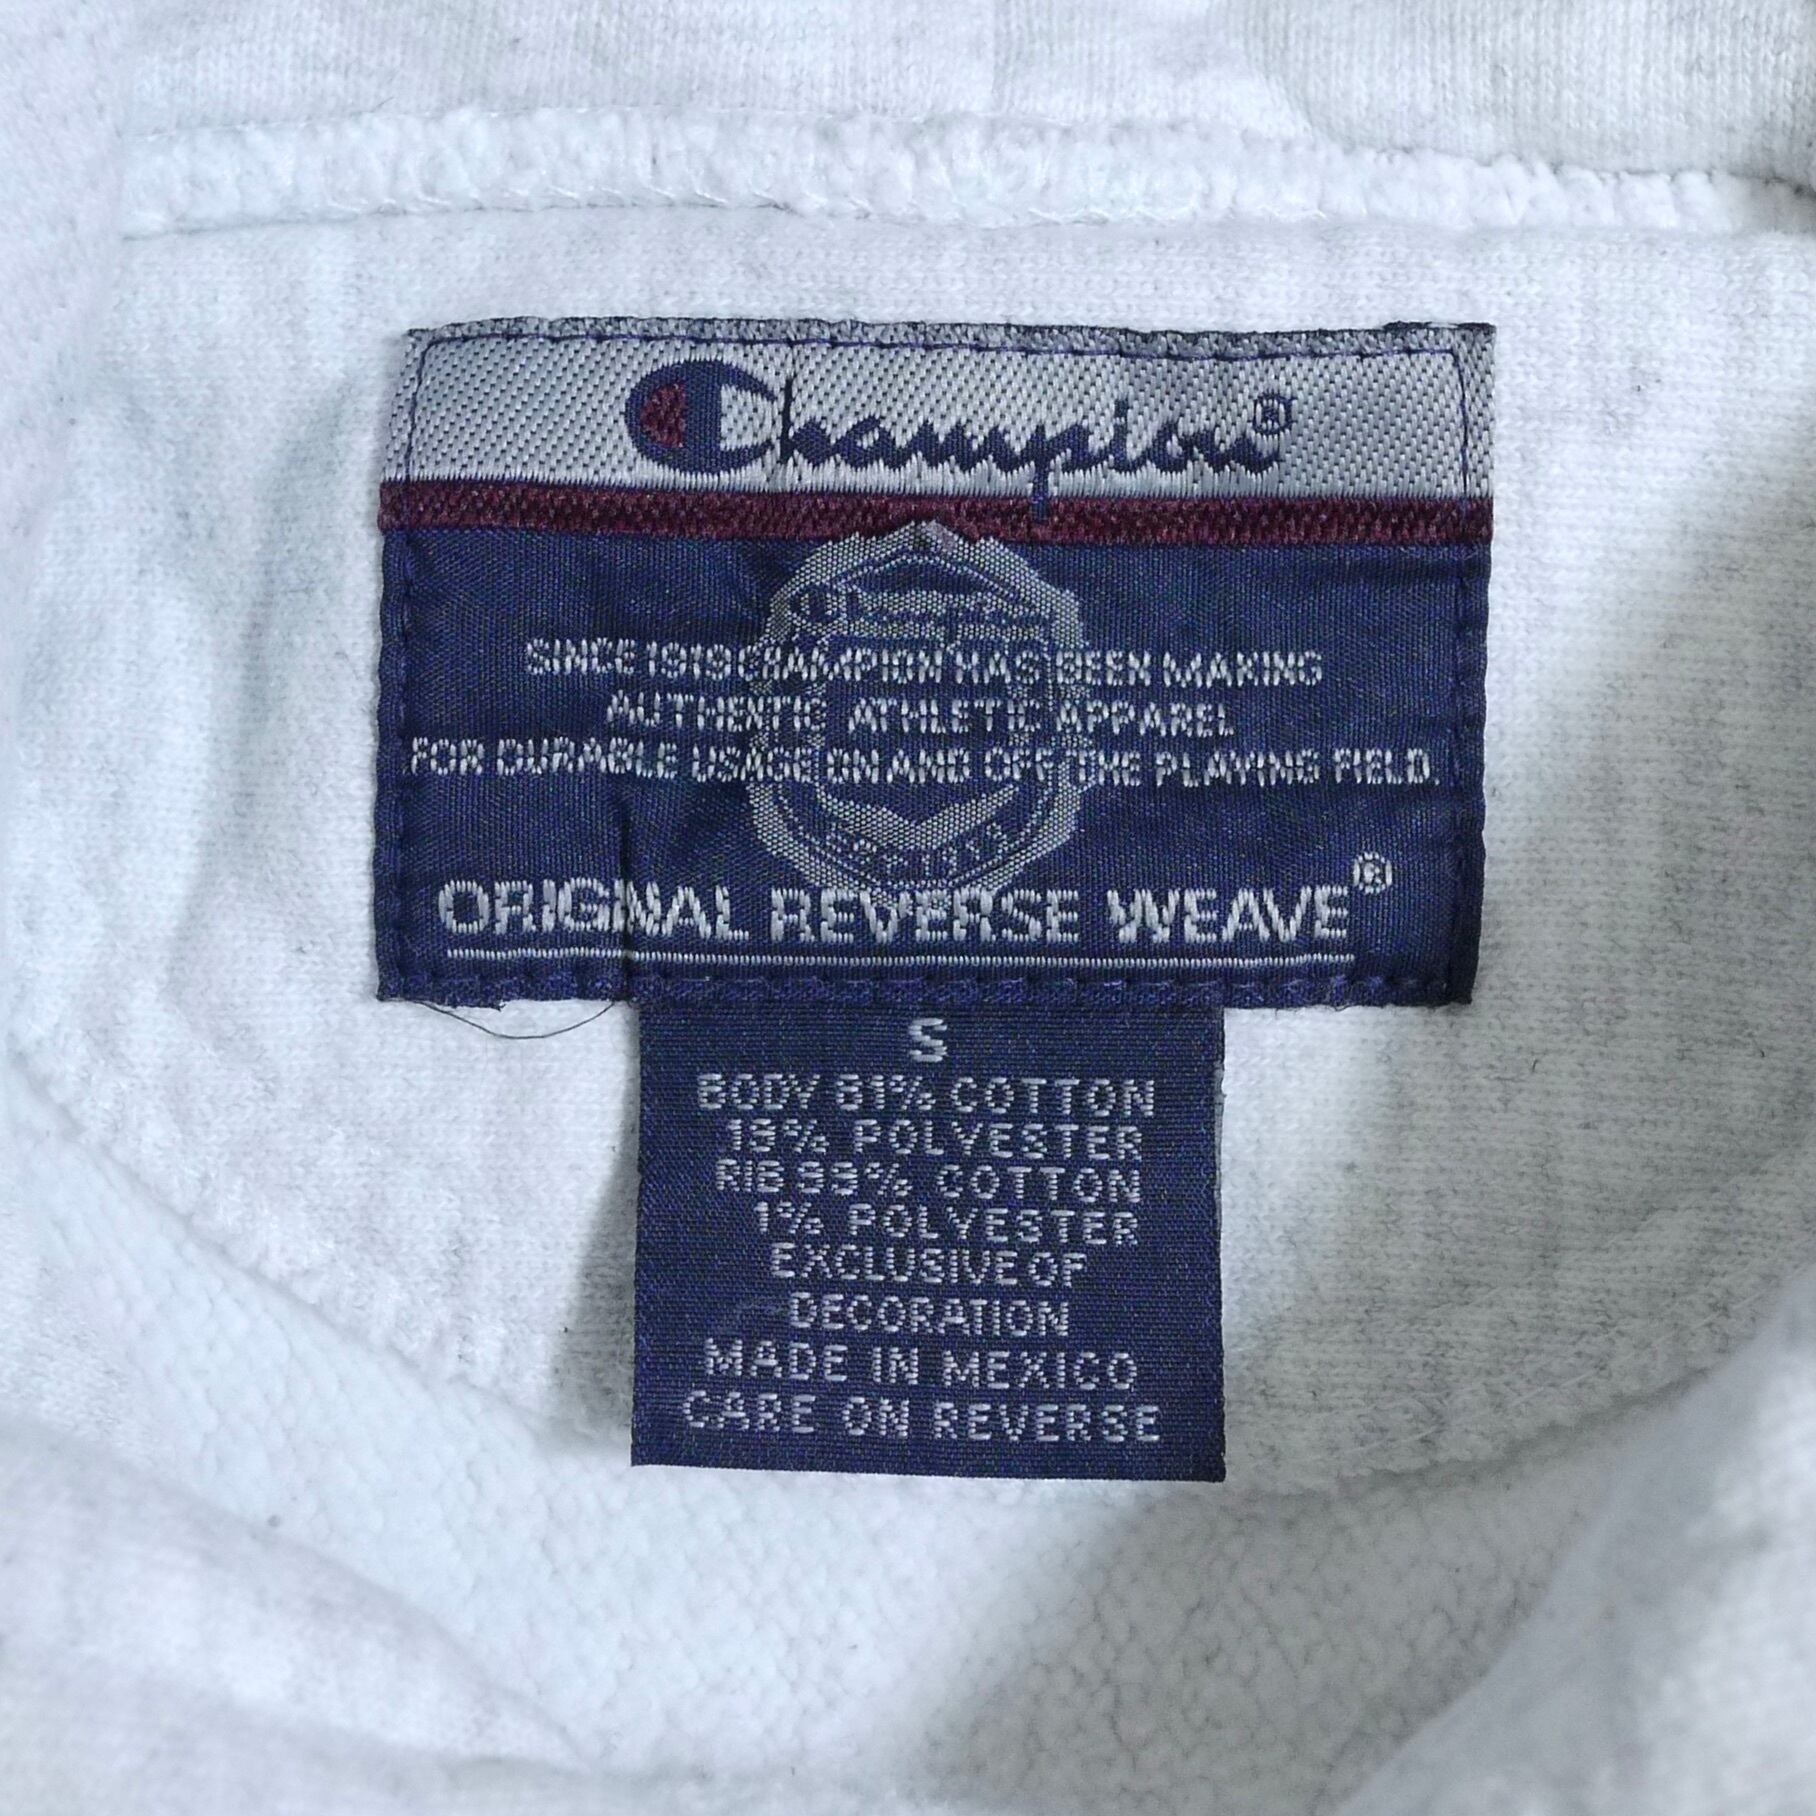 Champion®
Champion
SINCE 1919 CHAMPION HAS BEEN MAKING
AUTHENTIC ATHLETIC APPAREL
FOR DURABLE USAGE ON AND OFF THE PLAYING FIELD.
ORIGINAL REVERSE WEAVE®
S
BODY 81% COTTON
19% POLYESTER
RIB 99% COTTON
1% POLYESTER
EXCLUSIVE OF
DECORATION
MADE IN MEXICO
CARE ON REVERSE